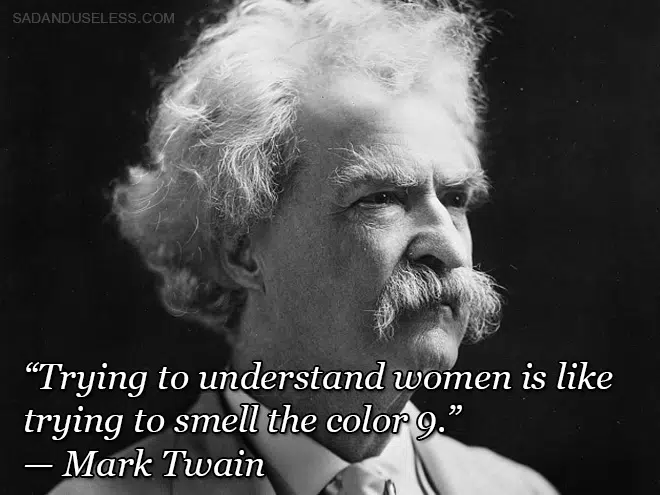 SADANDUSELESS.COM
“Trying to understand women is like
trying to smell the color 9.”
— Mark Twain